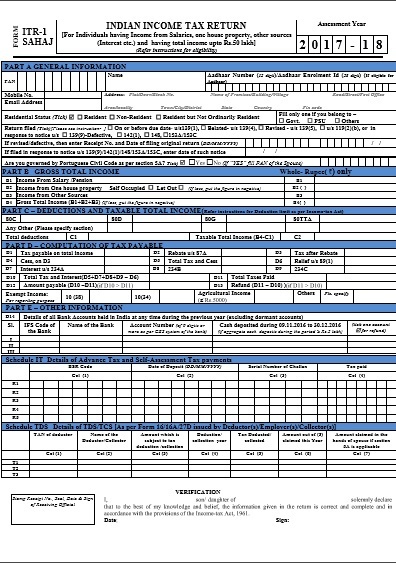 FORM ITR-1 SAHAJ
INDIAN INCOME TAX RETURN
[For Individuals having Income from Salaries, one house property, other sources
(Interest etc.) and having total income upto Rs.50 lakh]
(Refer instructions for eligibility)
Assessment Year
2 0 1 7 - 1 8
PART A GENERAL INFORMATION
PAN
Name
Aadhaar Number (12 digit)/Aadhaar Enrolment Id (28 digit) (if eligible for Aadhaar)
Mobile No.
Address: Flat/Door/Block No. Name of Premises/Building/Village Road/Street/Post Office
Email Address
Area/locality Town/City/District State Country Pin code
Residential Status (Tick) ☑ ☐ Resident ☐ Non-Resident ☐ Resident but Not Ordinarily Resident
Fill only one if you belong to –
☐ Govt. ☐ PSU ☐ Others
Return filed (Tick)[Please see instruction- ] ☐ On or before due date- u/s139(1), ☐ Belated- u/s 139(4), ☐ Revised - u/s 139(5), ☐ u/s 119(2)(b), or in
response to notice u/s ☐ 139(9)-Defective, ☐ 142(1), ☐ 148, ☐ 153A/153C
If revised/defective, then enter Receipt No. and Date of filing original return (DD/MM/YYYY) / /
If filed in response to notice u/s 139(9)/142(1)/148/153A/153C, enter date of such notice / /
Are you governed by Portuguese Civil Code as per section 5A? Tick) ☑ ☐ Yes ☐ No (If "YES" fill PAN of the Spouse)
PART B GROSS TOTAL INCOME Whole- Rupee(₹) only
B1 Income From Salary /Pension B1
B2 Income from One house property Self Occupied ☐ Let Out ☐ (If loss, put the figure in negative) B2 ( )
B3 Income from Other Sources B3
B4 Gross Total Income (B1+B2+B3) (If loss, put the figure in negative) B4( )
PART C – DEDUCTIONS AND TAXABLE TOTAL INCOME(Refer instructions for Deduction limit as per Income-tax Act)
80C 80D 80G 80TTA
Any Other (Please specify section)
Total deductions C1 Taxable Total Income (B4-C1) C2
PART D – COMPUTATION OF TAX PAYABLE
D1 Tax payable on total income D2 Rebate u/s 87A D3 Tax after Rebate
D4 Cess, on D3 D5 Total Tax and Cess D6 Relief u/s 89(1)
D7 Interest u/s 234A D8 234B D9 234C
D10 Total Tax and Interest(D5+D7+D8+D9 – D6) D11 Total Taxes Paid
D12 Amount payable (D10 –D11)(if D10 > D11) D13 Refund (D11 –D10) (if D11 > D10)
Exempt Income: For reporting purpose 10 (38) 10(34) Agricultural Income (≤ Rs.5000) Others Pls. specify
PART E – OTHER INFORMATION
D14 Details of all Bank Accounts held in India at any time during the previous year (excluding dormant accounts)
Sl. IFS Code of the Bank Name of the Bank Account Number (of 9 digits or more as per CBS system of the bank) Cash deposited during 09.11.2016 to 30.12.2016 (if aggregate cash deposits during the period ≥ Rs.2 lakh) (tick one account ☑ for refund)
I
II
III
Schedule IT Details of Advance Tax and Self-Assessment Tax payments
BSR Code Date of Deposit (DD/MM/YYYY) Serial Number of Challan Tax paid
Col (1) Col (2) Col (3) Col (4)
R1
R2
R3
R4
R5
Schedule TDS Details of TDS/TCS [As per Form 16/16A/27D issued by Deductor(s)/Employer(s)/Collector(s)]
TAN of deductor Name of the Deductor/Collector Amount which is subject to tax deduction Deduction/ collection year Tax Deducted/ collected Amount out of (5) claimed this Year Amount claimed in the hands of spouse if section 5A is applicable
Col (1) Col (2) Col (3) Col (4) Col (5) Col (6) Col (7)
T1
T2
T3
VERIFICATION
Stamp Receipt No., Seal, Date & Sign of Receiving Official
I, son/ daughter of solemnly declare
that to the best of my knowledge and belief, the information given in the return is correct and complete and in
accordance with the provisions of the Income-tax Act, 1961.
Date: Sign: